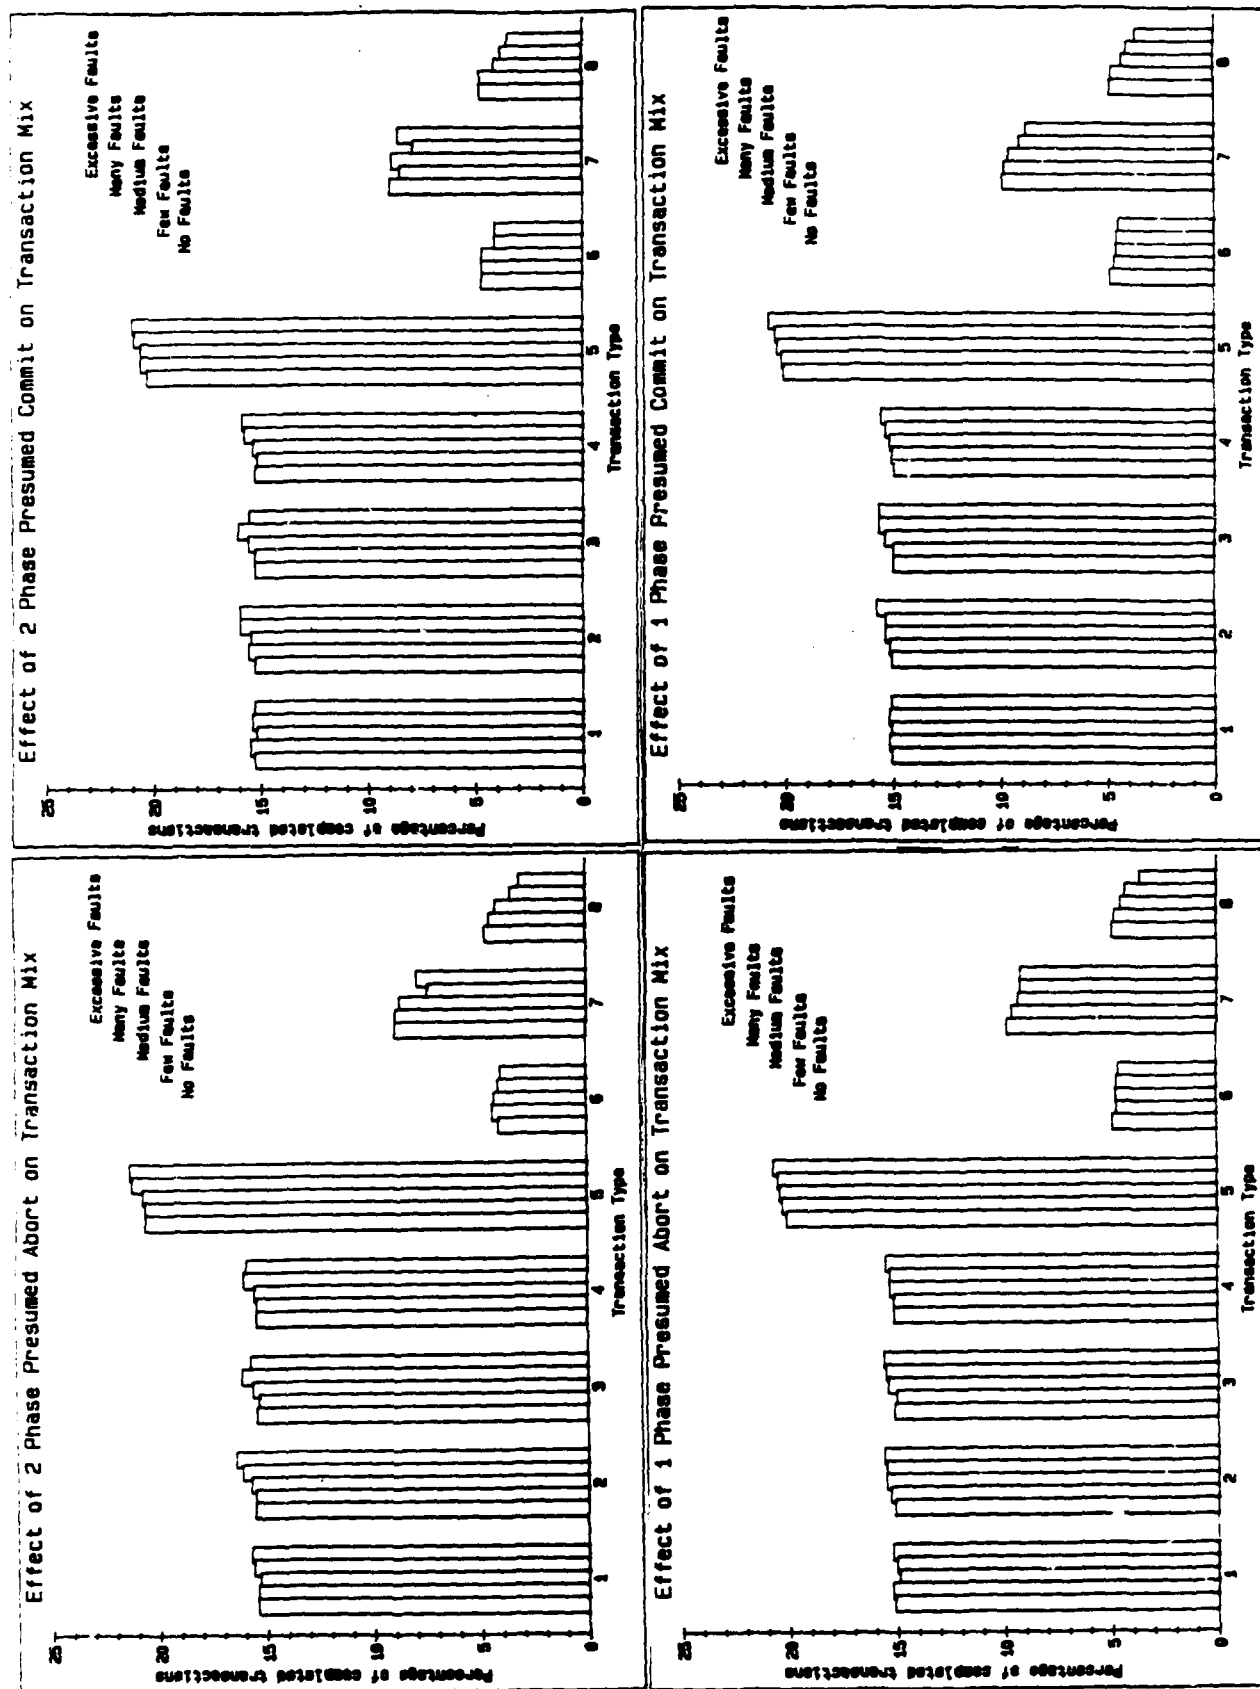 Effect of 2 Phase Presumed Abort on Transaction Mix
Excessive Faults
Many Faults
Medium Faults
Few Faults
No Faults
25
20
15
10
5
0
Percentage of completed transactions
1
2
3
4
5
6
7
8
Transaction Type
Effect of 2 Phase Presumed Commit on Transaction Mix
Excessive Faults
Many Faults
Medium Faults
Few Faults
No Faults
25
20
15
10
5
0
Percentage of completed transactions
1
2
3
4
5
6
7
8
Transaction Type
Effect of 1 Phase Presumed Abort on Transaction Mix
Excessive Faults
Many Faults
Medium Faults
Few Faults
No Faults
25
20
15
10
5
0
Percentage of completed transactions
1
2
3
4
5
6
7
8
Transaction Type
Effect of 1 Phase Presumed Commit on Transaction Mix
Excessive Faults
Many Faults
Medium Faults
Few Faults
No Faults
25
20
15
10
5
0
Percentage of completed transactions
1
2
3
4
5
6
7
8
Transaction Type